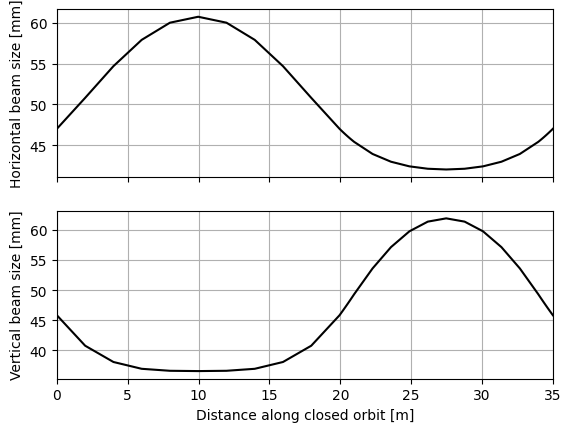 Horizontal beam size [mm]
60
55
50
45
Vertical beam size [mm]
60
55
50
45
40
0 5 10 15 20 25 30 35
Distance along closed orbit [m]